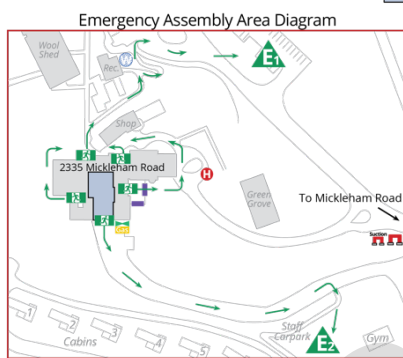 Emergency Assembly Area Diagram
Wool
Shed
Rec.
W
E1
Shop
2335 Mickleham Road
H
Green
Grove
To Mickleham Road
Suction
Staff
Carpark
E2
Gym
Cabins
1
2
3
4
5